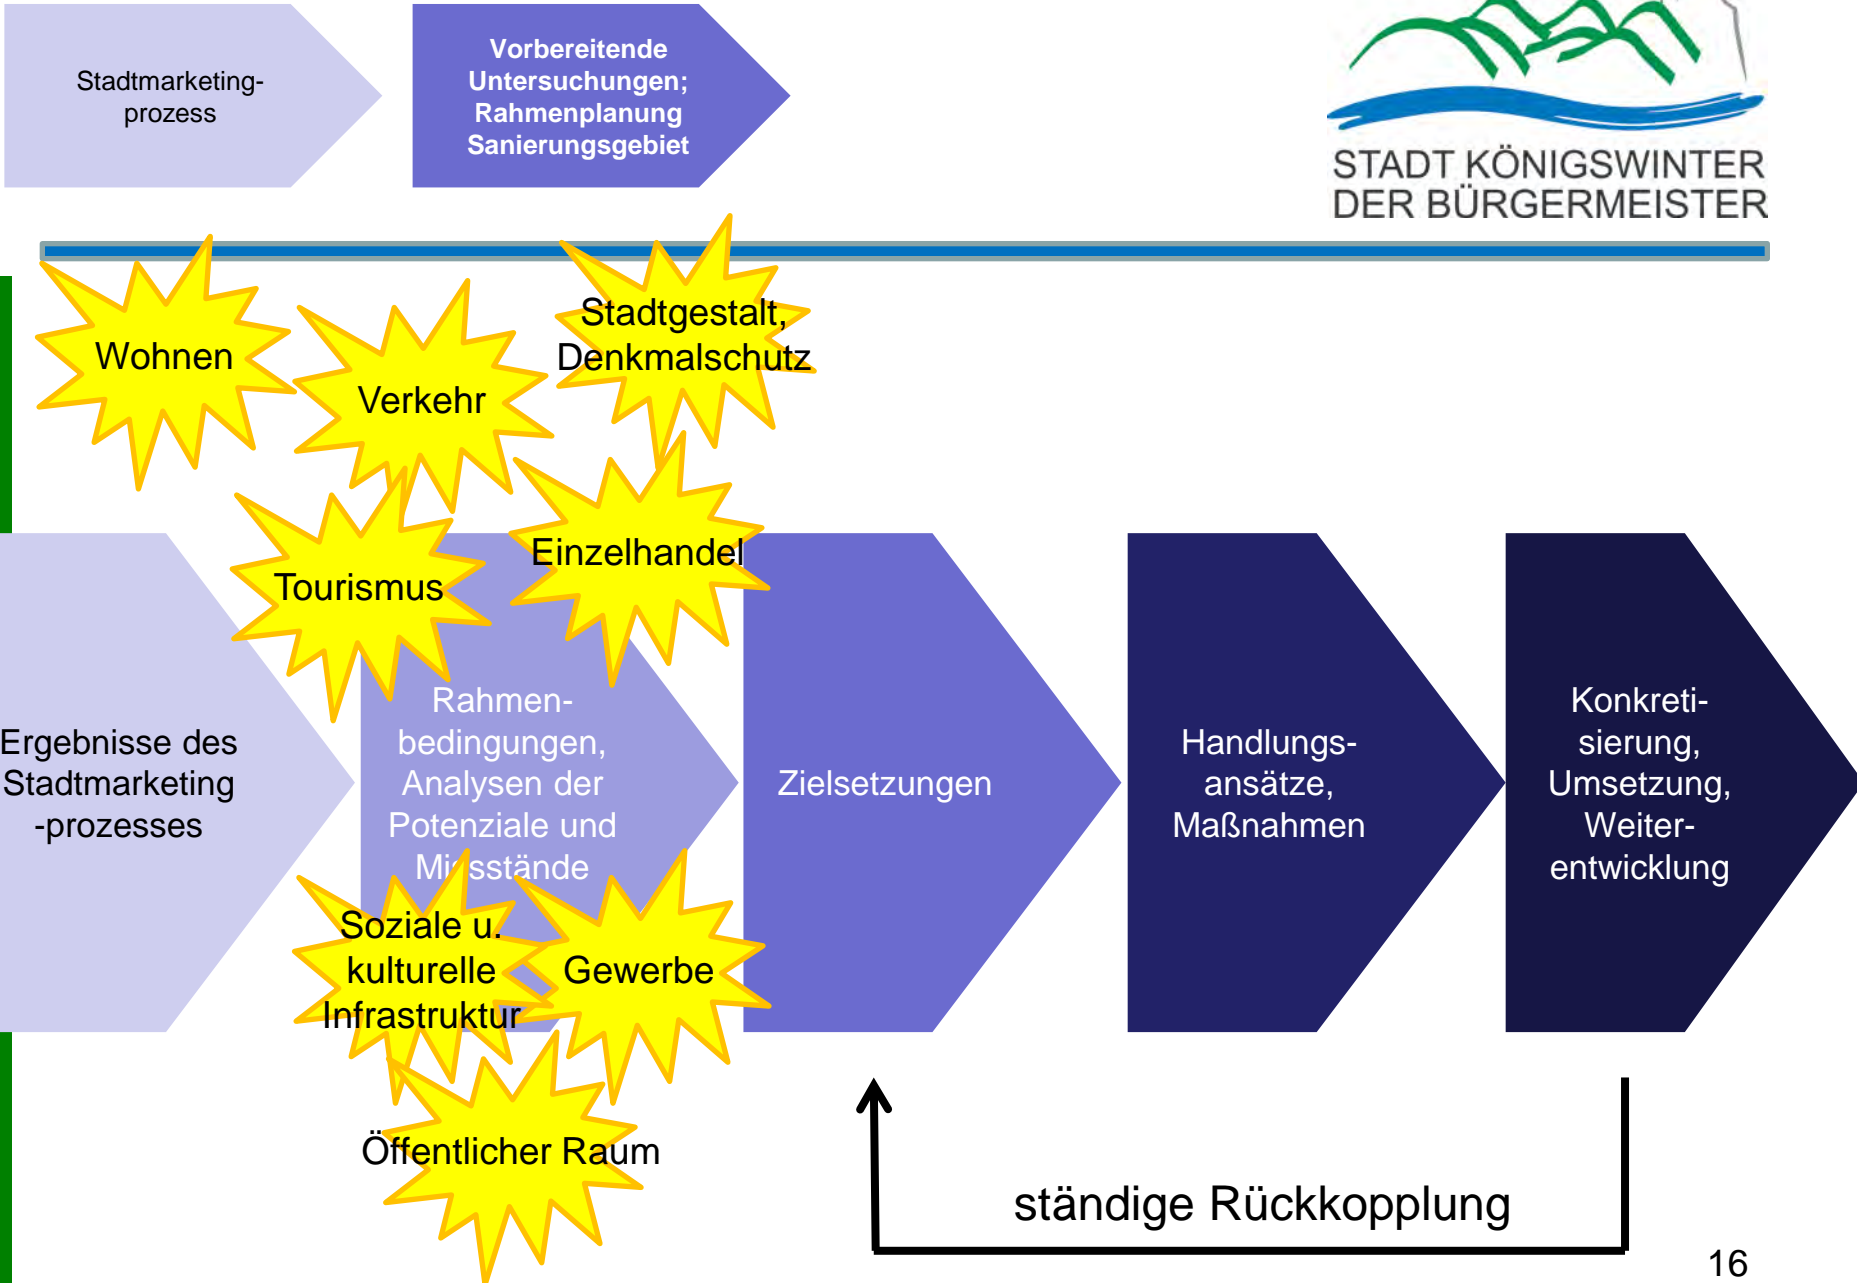 Stadtmarketing-
prozess
Vorbereitende
Untersuchungen;
Rahmenplanung
Sanierungsgebiet
STADT KÖNIGSWINTER
DER BÜRGERMEISTER
Wohnen
Verkehr
Stadtgestalt,
Denkmalschutz
Tourismus
Einzelhandel
Ergebnisse des
Stadtmarketing
-prozesses
Rahmen-
bedingungen,
Analysen der
Potenziale und
Missstände
Zielsetzungen
Handlungs-
ansätze,
Maßnahmen
Konkreti-
sierung,
Umsetzung,
Weiter-
entwicklung
Soziale u.
kulturelle
Infrastruktur
Gewerbe
Öffentlicher Raum
ständige Rückkopplung
16